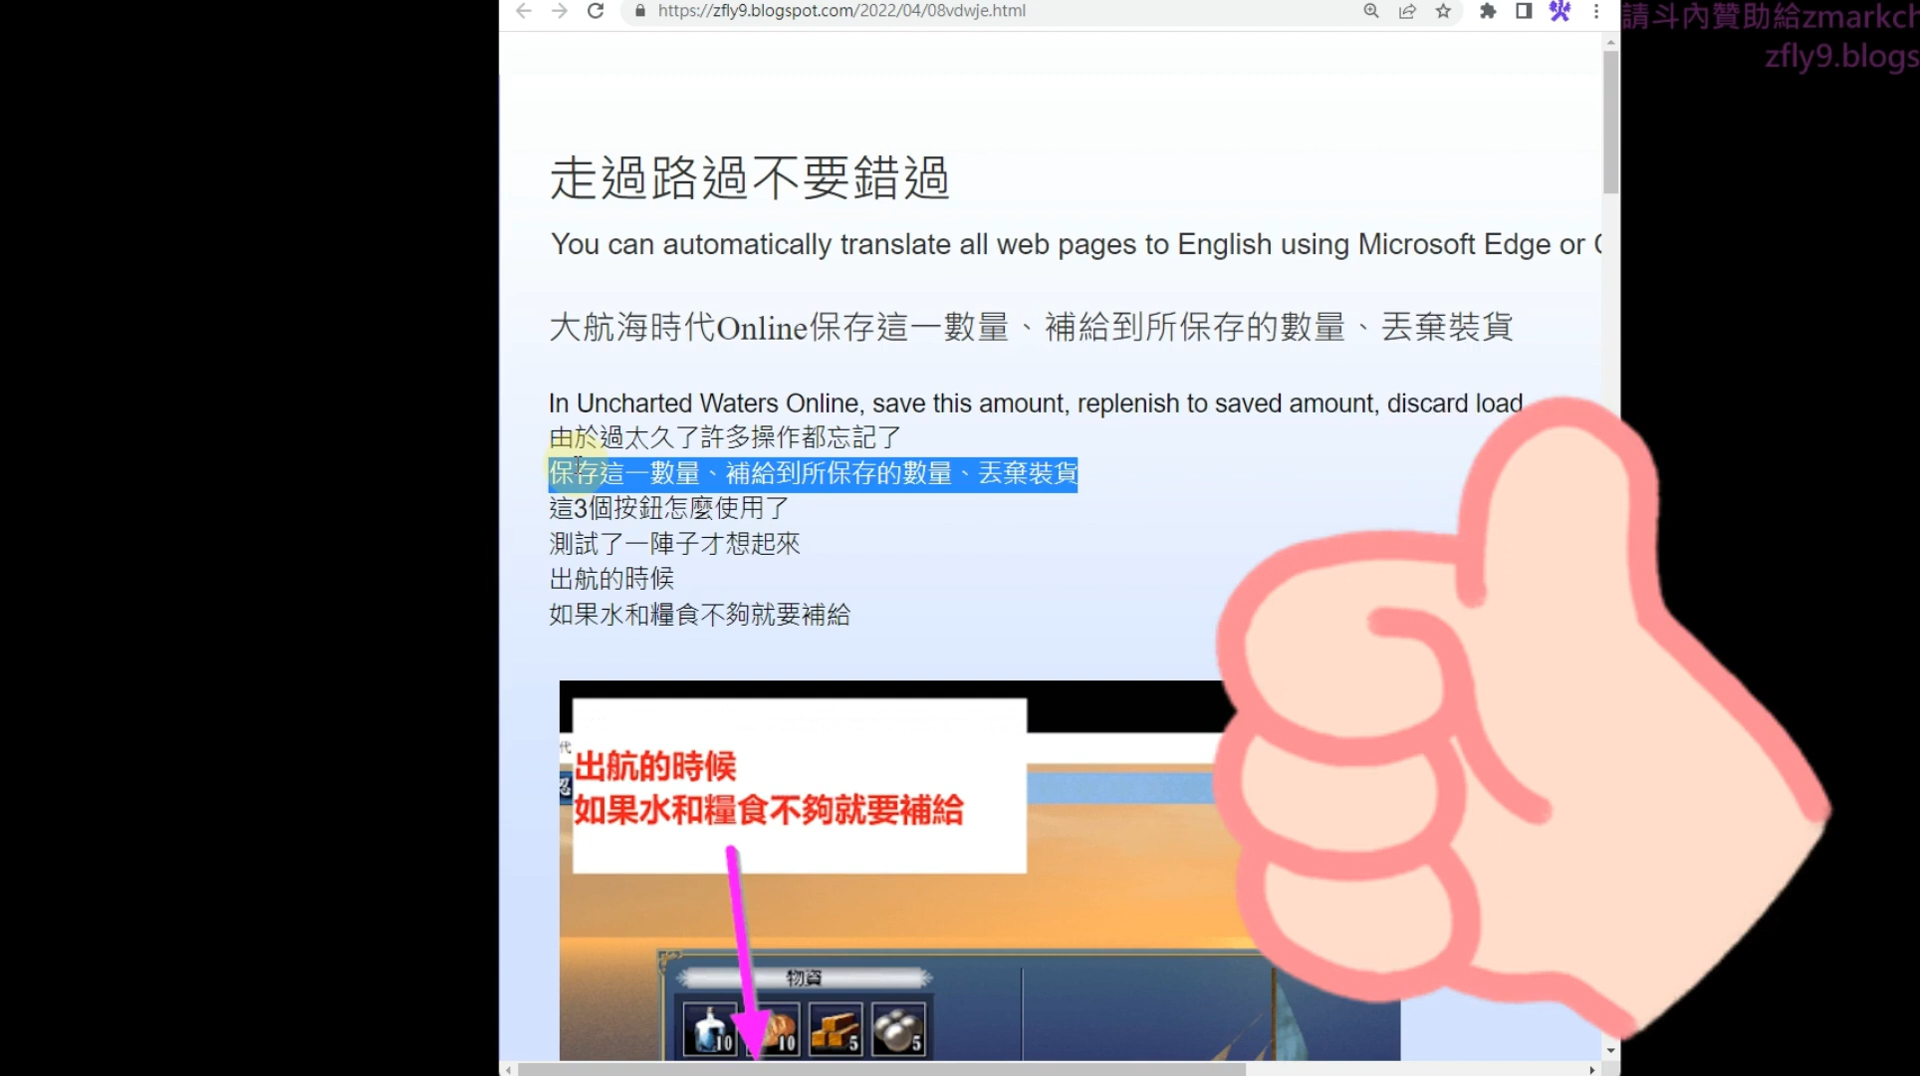 https://zfly9.blogspot.com/2022/04/08vdwje.html
請斗內贊助給zmarkch
zfly9.blogs
走過路過不要錯過
You can automatically translate all web pages to English using Microsoft Edge or
大航海時代Online保存這一數量、補給到所保存的數量、丟棄裝貨
In Uncharted Waters Online, save this amount, replenish to saved amount, discard load
由於過太久了許多操作都忘記了
保存這一數量、補給到所保存的數量、丟棄裝貨
這3個按鈕怎麼使用了
測試了一陣子才想起來
出航的時候
如果水和糧食不夠就要補給
代
出航的時候
認
如果水和糧食不夠就要補給
物資
10 10 5 5